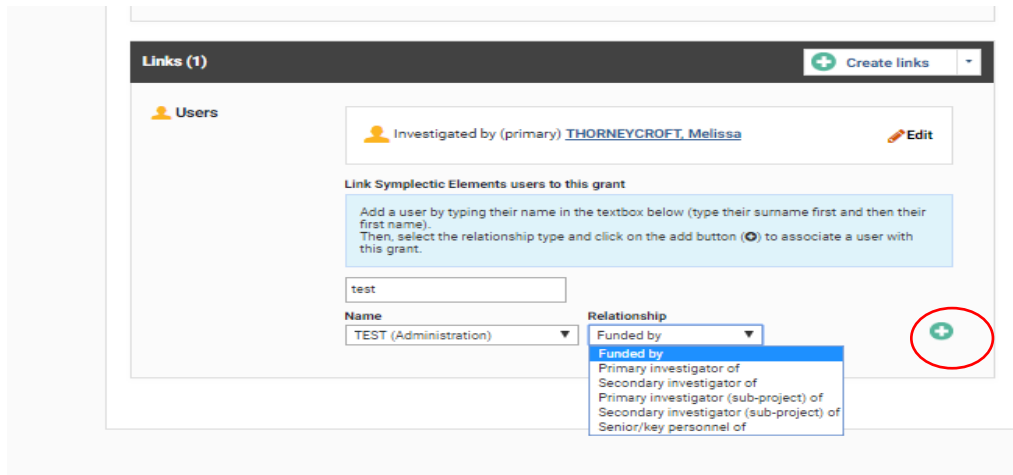 Links (1)
Create links
Users
Investigated by (primary) THORNEYCROFT, Melissa
Edit
Link Symplectic Elements users to this grant
Add a user by typing their name in the textbox below (type their surname first and then their
first name).
Then, select the relationship type and click on the add button (+) to associate a user with
this grant.
test
Name Relationship
TEST (Administration) Funded by
Funded by
Primary investigator of
Secondary investigator of
Primary investigator (sub-project) of
Secondary investigator (sub-project) of
Senior/key personnel of